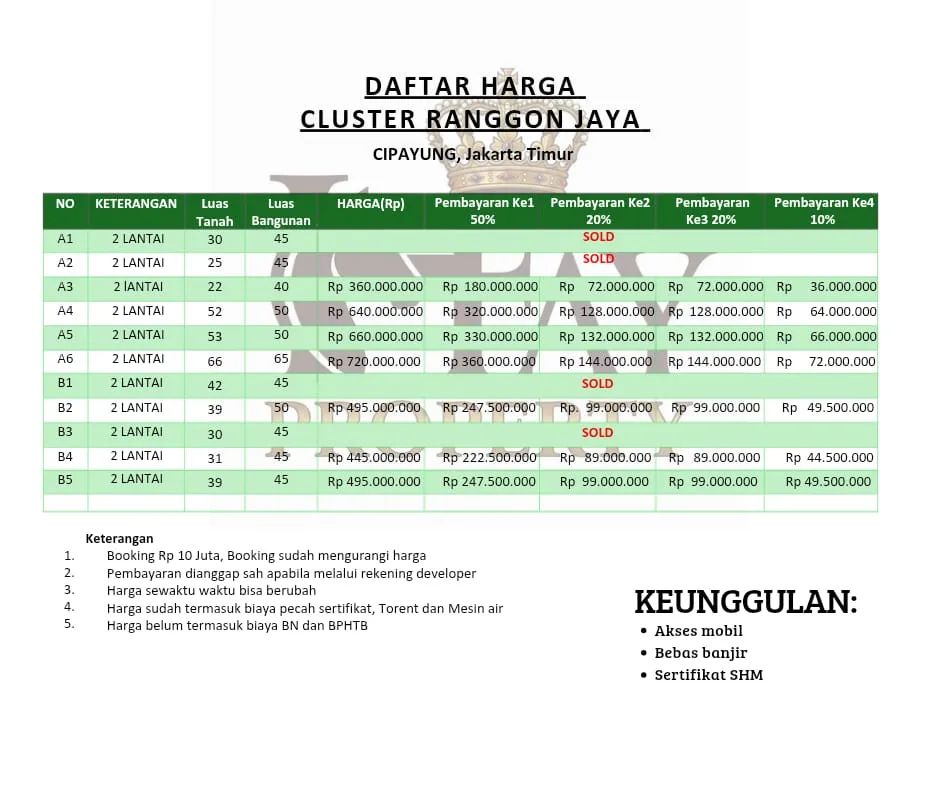 DAFTAR HARGA
CLUSTER RANGGON JAYA
CIPAYUNG, Jakarta Timur
NO KETERANGAN Luas Tanah Luas Bangunan HARGA(Rp) Pembayaran Ke1 50% Pembayaran Ke2 20% Pembayaran Ke3 20% Pembayaran Ke4 10%
A1 2 LANTAI 30 45 SOLD
A2 2 LANTAI 25 45 SOLD
A3 2 lANTAI 22 40 Rp 360.000.000 Rp 180.000.000 Rp 72.000.000 Rp 72.000.000 Rp 36.000.000
A4 2 LANTAI 52 50 Rp 640.000.000 Rp 320.000.000 Rp 128.000.000 Rp 128.000.000 Rp 64.000.000
A5 2 LANTAI 53 50 Rp 660.000.000 Rp 330.000.000 Rp 132.000.000 Rp 132.000.000 Rp 66.000.000
A6 2 LANTAI 66 65 Rp 720.000.000 Rp 360.000.000 Rp 144.000.000 Rp 144.000.000 Rp 72.000.000
B1 2 LANTAI 42 45 SOLD
B2 2 LANTAI 39 50 Rp 495.000.000 Rp 247.500.000 Rp. 99.000.000 Rp 99.000.000 Rp 49.500.000
B3 2 LANTAI 30 45 SOLD
B4 2 LANTAI 31 45 Rp 445.000.000 Rp 222.500.000 Rp 89.000.000 Rp 89.000.000 Rp 44.500.000
B5 2 LANTAI 39 45 Rp 495.000.000 Rp 247.500.000 Rp 99.000.000 Rp 99.000.000 Rp 49.500.000
PROPERTY
Keterangan
1. Booking Rp 10 Juta, Booking sudah mengurangi harga
2. Pembayaran dianggap sah apabila melalui rekening developer
3. Harga sewaktu waktu bisa berubah
4. Harga sudah termasuk biaya pecah sertifikat, Torent dan Mesin air
5. Harga belum termasuk biaya BN dan BPHTB
KEUNGGULAN:
• Akses mobil
• Bebas banjir
• Sertifikat SHM